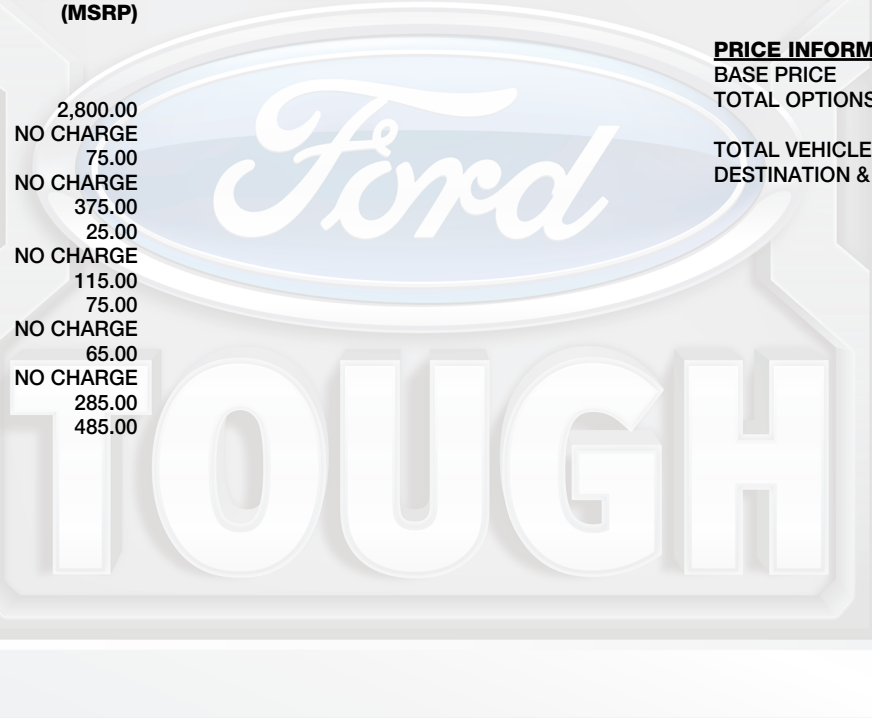 (MSRP)
2,800.00
NO CHARGE
75.00
NO CHARGE
375.00
25.00
NO CHARGE
115.00
75.00
NO CHARGE
65.00
NO CHARGE
285.00
485.00
PRICE INFORM
BASE PRICE
TOTAL OPTIONS
TOTAL VEHICLE
DESTINATION &
Ford
TOUGH